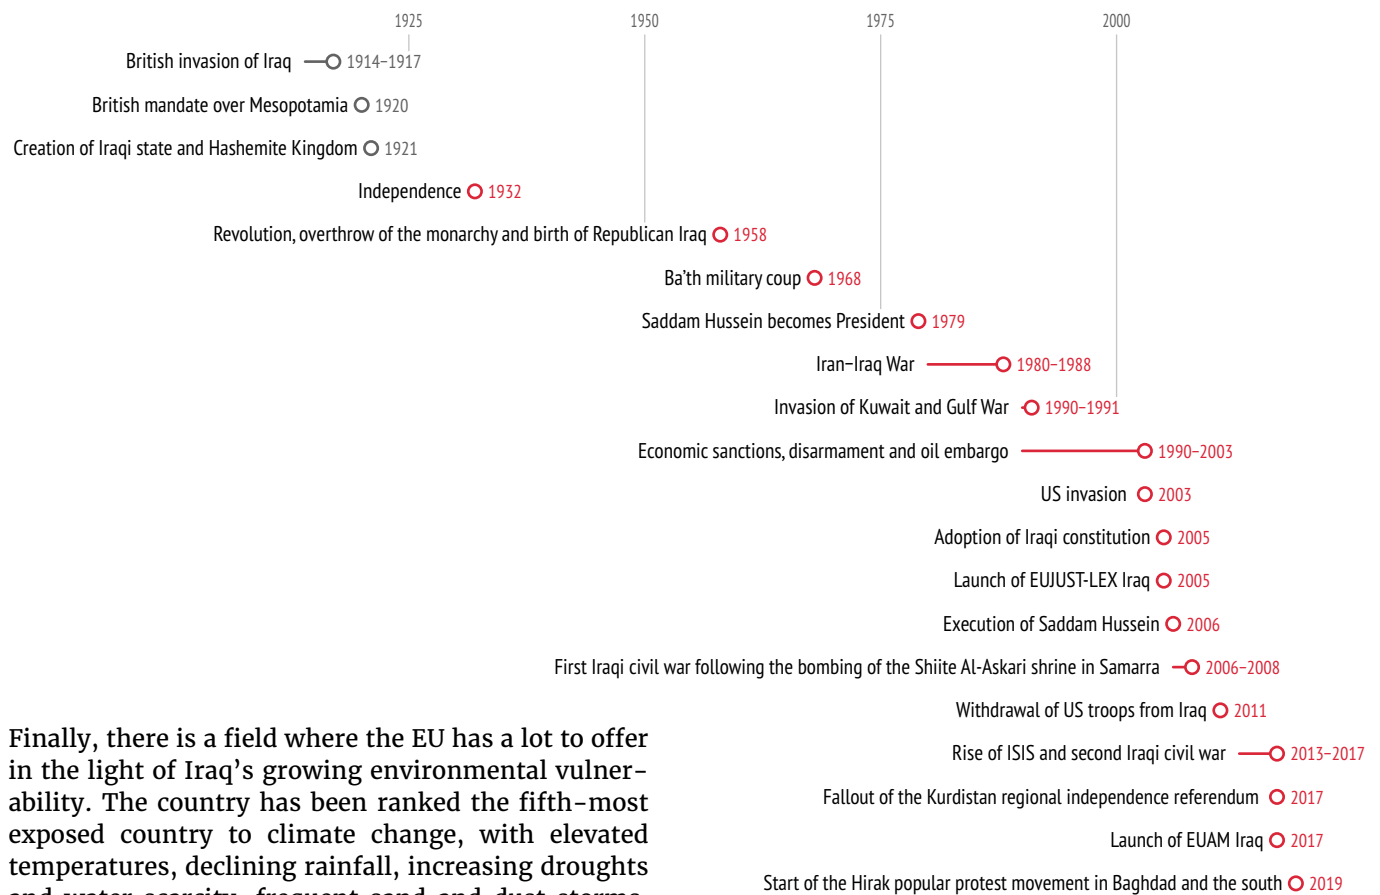 1925 1950 1975 2000
British invasion of Iraq 1914–1917
British mandate over Mesopotamia 1920
Creation of Iraqi state and Hashemite Kingdom 1921
Independence 1932
Revolution, overthrow of the monarchy and birth of Republican Iraq 1958
Ba’th military coup 1968
Saddam Hussein becomes President 1979
Iran–Iraq War 1980–1988
Invasion of Kuwait and Gulf War 1990–1991
Economic sanctions, disarmament and oil embargo 1990–2003
US invasion 2003
Adoption of Iraqi constitution 2005
Launch of EUJUST-LEX Iraq 2005
Execution of Saddam Hussein 2006
First Iraqi civil war following the bombing of the Shiite Al-Askari shrine in Samarra 2006–2008
Withdrawal of US troops from Iraq 2011
Rise of ISIS and second Iraqi civil war 2013–2017
Fallout of the Kurdistan regional independence referendum 2017
Launch of EUAM Iraq 2017
Start of the Hirak popular protest movement in Baghdad and the south 2019
Finally, there is a field where the EU has a lot to offer
in the light of Iraq’s growing environmental vulner-
ability. The country has been ranked the fifth-most
exposed country to climate change, with elevated
temperatures, declining rainfall, increasing droughts
and water scarcity, frequent sand and dust storms,